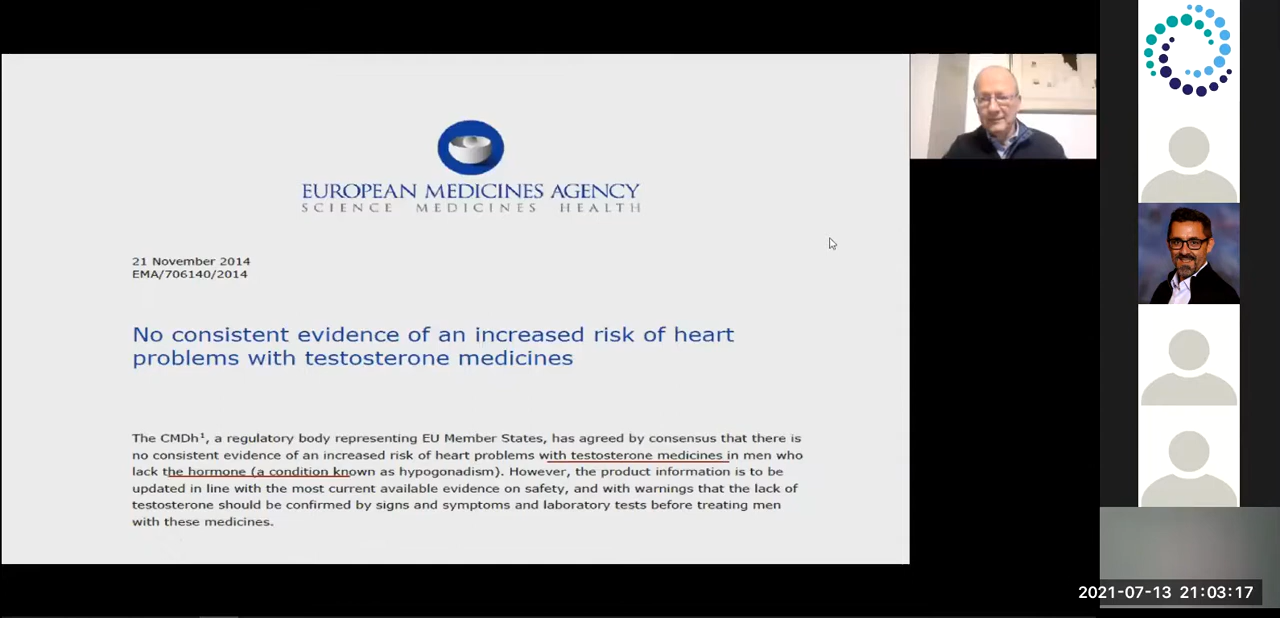 EUROPEAN MEDICINES AGENCY
SCIENCE MEDICINES HEALTH
21 November 2014
EMA/706140/2014
No consistent evidence of an increased risk of heart
problems with testosterone medicines
The CMDh¹, a regulatory body representing EU Member States, has agreed by consensus that there is
no consistent evidence of an increased risk of heart problems with testosterone medicines in men who
lack the hormone (a condition known as hypogonadism). However, the product information is to be
updated in line with the most current available evidence on safety, and with warnings that the lack of
testosterone should be confirmed by signs and symptoms and laboratory tests before treating men
with these medicines.
2021-07-13 21:03:17